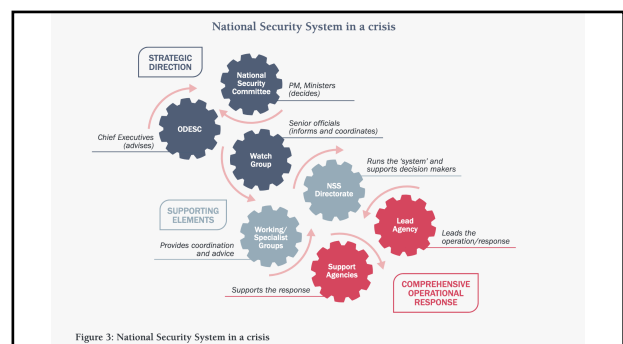 National Security System in a crisis
STRATEGIC
DIRECTION
National
Security
Committee
PM, Ministers
(decides)
ODESC
Chief Executives
(advises)
Senior officials
(informs and coordinates)
Watch
Group
Runs the 'system' and
supports decision makers
NSS
Directorate
SUPPORTING
ELEMENTS
Working/
Specialist
Groups
Provides coordination
and advice
Lead
Agency
Leads the
operation/response
Support
Agencies
Supports the response
COMPREHENSIVE
OPERATIONAL
RESPONSE
Figure 3: National Security System in a crisis